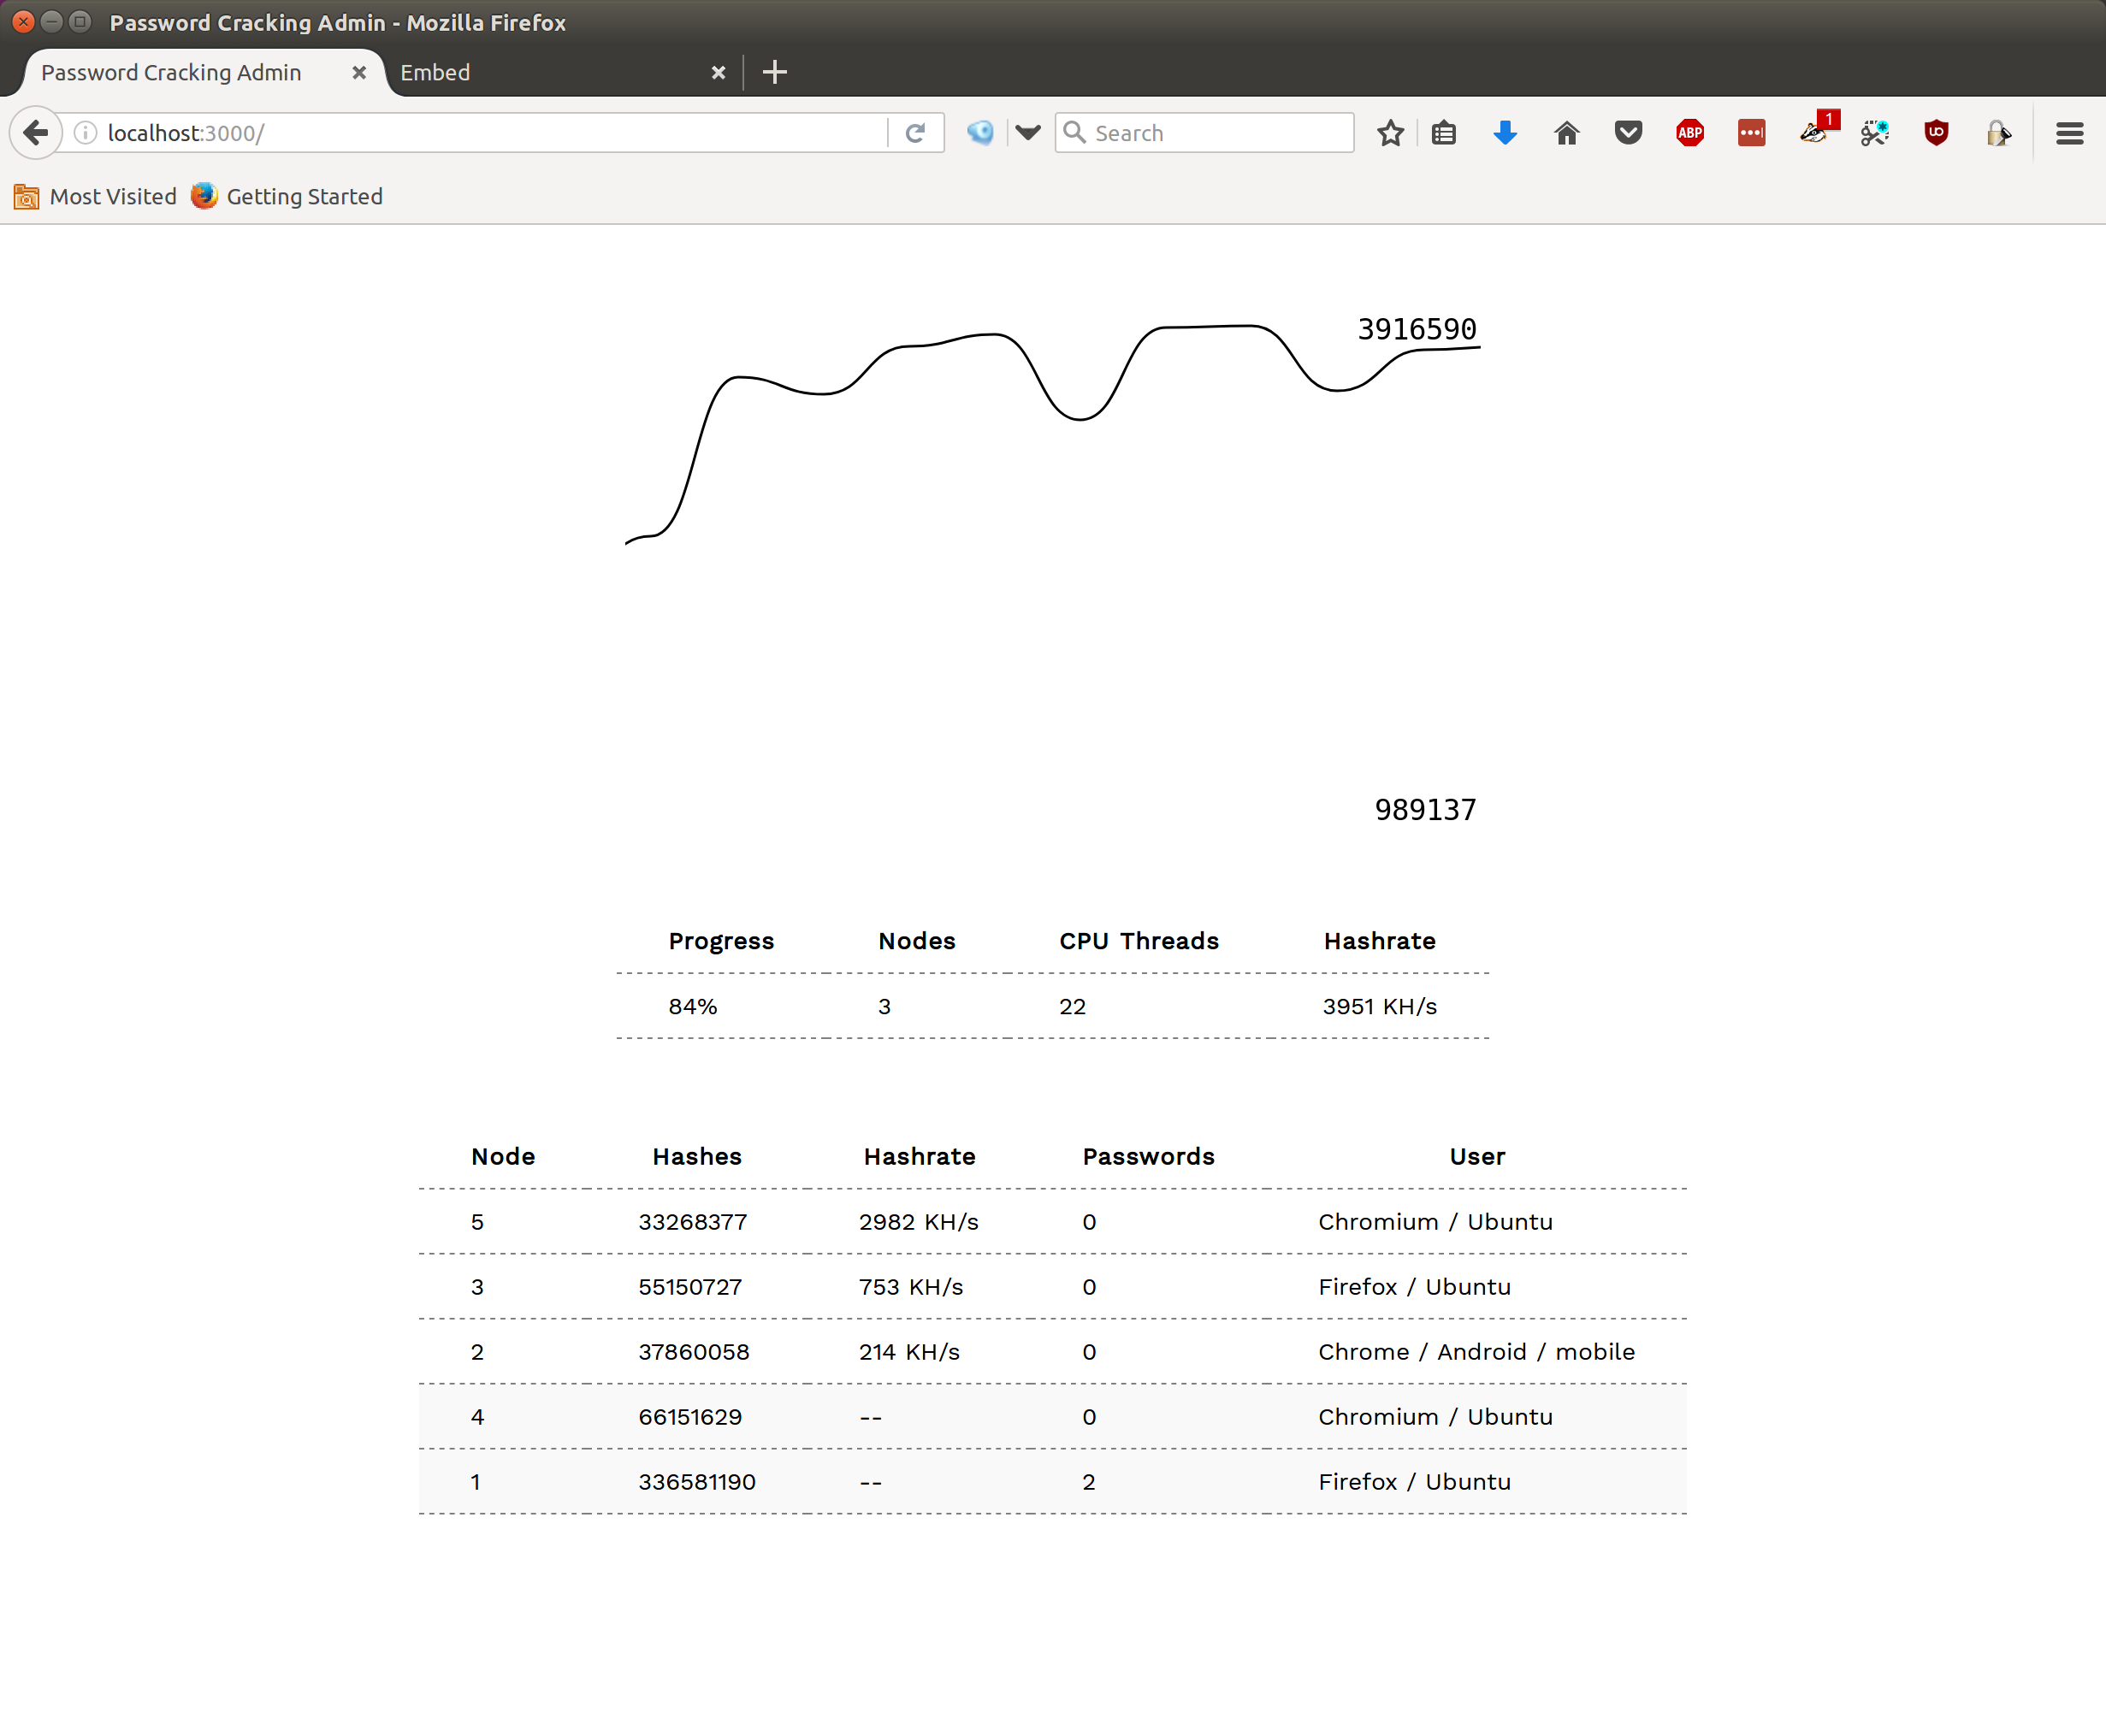 Password Cracking Admin - Mozilla Firefox
Password Cracking Admin Embed
localhost:3000/ Search ABP 1
Most Visited Getting Started
3916590
989137
Progress Nodes CPU Threads Hashrate
84% 3 22 3951 KH/s
Node Hashes Hashrate Passwords User
5 33268377 2982 KH/s 0 Chromium / Ubuntu
3 55150727 753 KH/s 0 Firefox / Ubuntu
2 37860058 214 KH/s 0 Chrome / Android / mobile
4 66151629 -- 0 Chromium / Ubuntu
1 336581190 -- 2 Firefox / Ubuntu